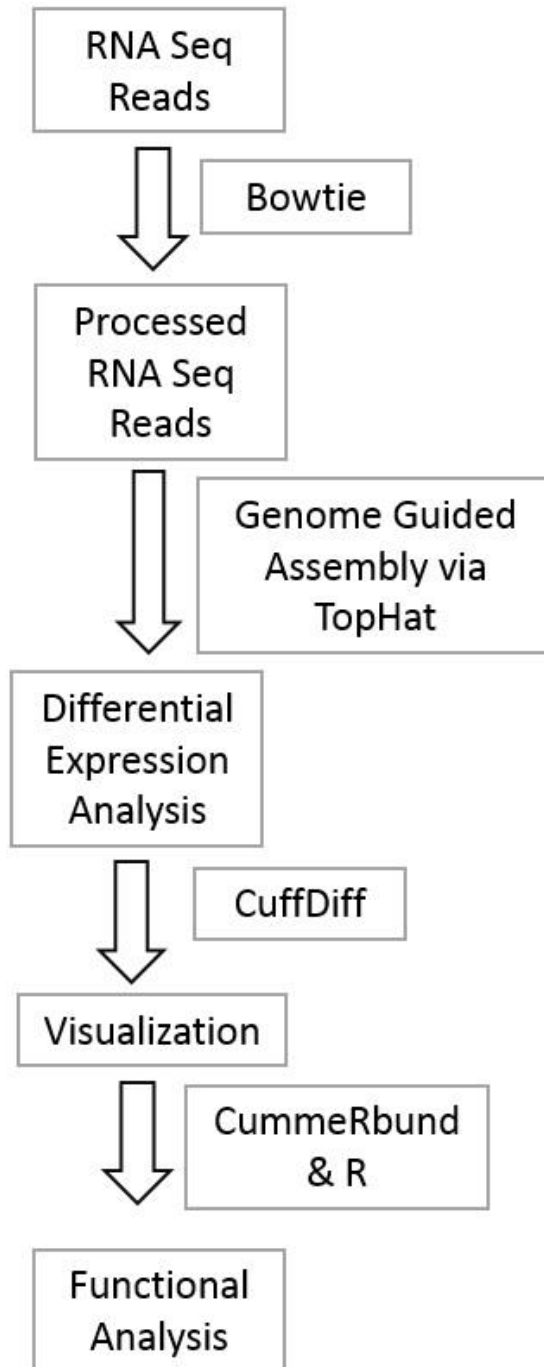 RNA Seq
Reads
Bowtie
Processed
RNA Seq
Reads
Genome Guided
Assembly via
TopHat
Differential
Expression
Analysis
CuffDiff
Visualization
CummeRbund
& R
Functional
Analysis